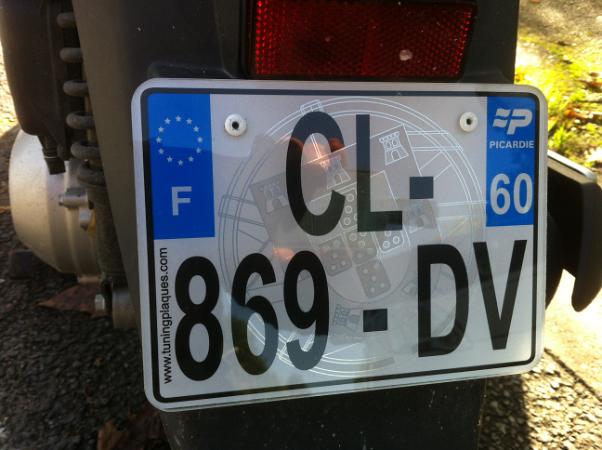 F
CL-
PICARDIE
60
869-DV
www.tuningplaques.com